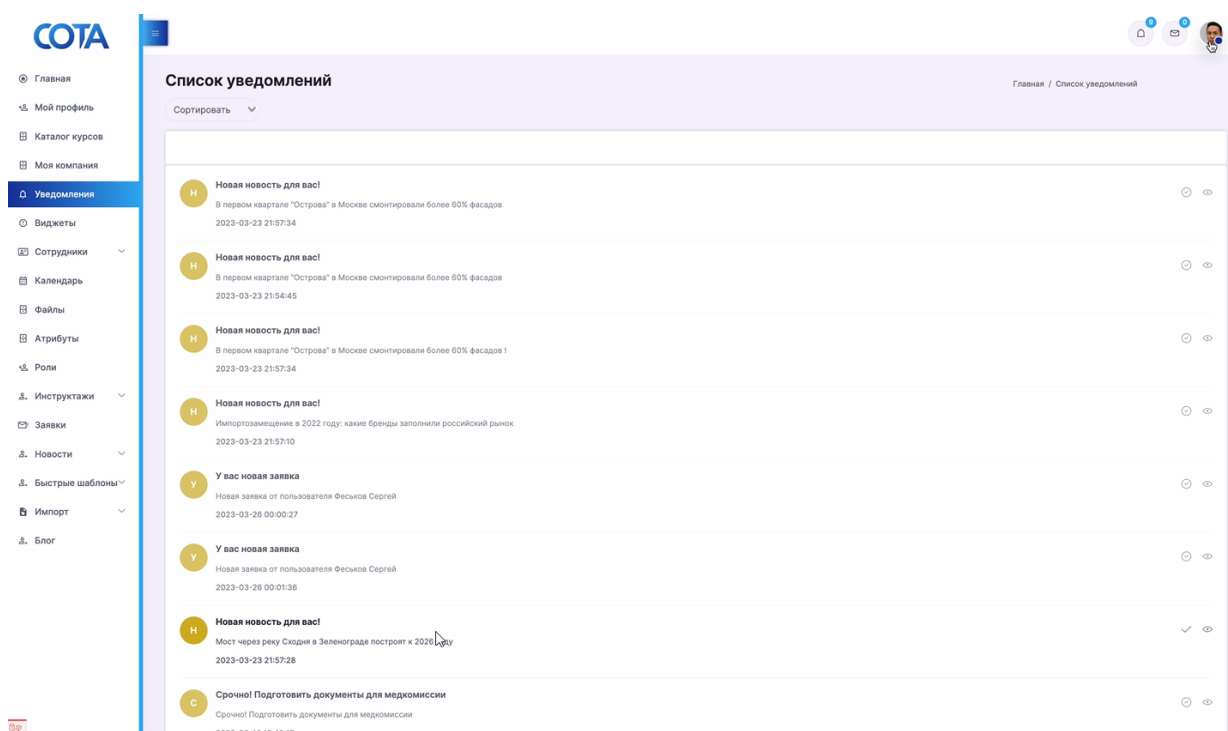 СОТА
9
0
Главная
Мой профиль
Каталог курсов
Моя компания
Уведомления
Виджеты
Сотрудники
Календарь
Файлы
Атрибуты
Роли
Инструктажи
Заявки
Новости
Быстрые шаблоны
Импорт
Блог
Список уведомлений
Главная / Список уведомлений
Сортировать
Н
Новая новость для вас!
В первом квартале "Острова" в Москве смонтировали более 60% фасадов
2023-03-23 21:57:34
Н
Новая новость для вас!
В первом квартале "Острова" в Москве смонтировали более 60% фасадов
2023-03-23 21:54:45
Н
Новая новость для вас!
В первом квартале "Острова" в Москве смонтировали более 60% фасадов !
2023-03-23 21:57:34
Н
Новая новость для вас!
Импортозамещение в 2022 году: какие бренды заполнили российский рынок
2023-03-23 21:57:10
У
У вас новая заявка
Новая заявка от пользователя Феськов Сергей
2023-03-26 00:00:27
У
У вас новая заявка
Новая заявка от пользователя Феськов Сергей
2023-03-26 00:01:36
Н
Новая новость для вас!
Мост через реку Сходня в Зеленограде построят к 2026
2023-03-23 21:57:28
С
Срочно! Подготовить документы для медкомиссии
Срочно! Подготовить документы для медкомиссии